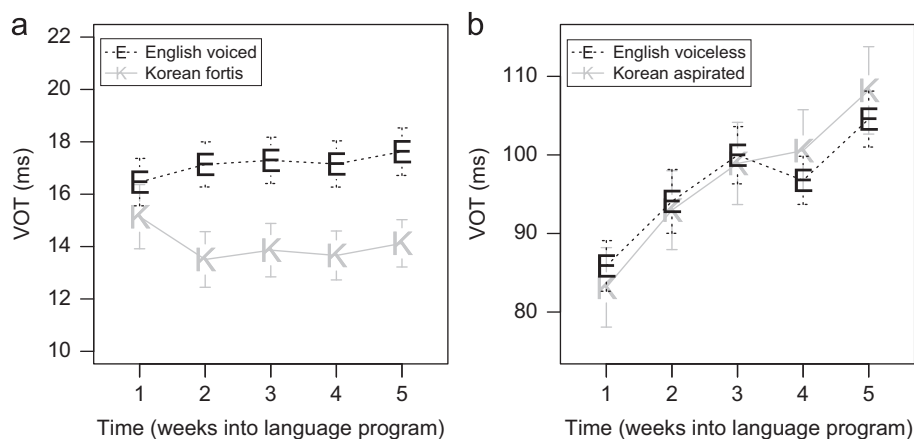 a
22
20
18
16
14
12
10
VOT (ms)
E English voiced
K Korean fortis
E E E E E
K K K K K
1 2 3 4 5
Time (weeks into language program)
b
110
100
90
80
VOT (ms)
E English voiceless
K Korean aspirated
E E E E E
K K K K K
1 2 3 4 5
Time (weeks into language program)